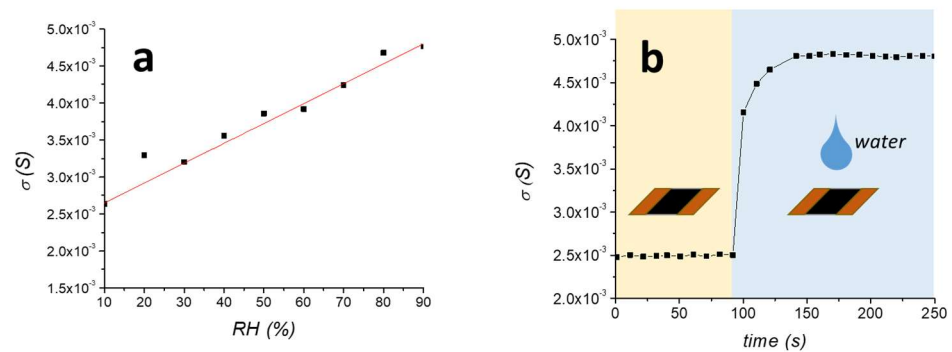 a
5.0x10⁻³
4.5x10⁻³
4.0x10⁻³
3.5x10⁻³
3.0x10⁻³
2.5x10⁻³
2.0x10⁻³
1.5x10⁻³
σ (S)
10 20 30 40 50 60 70 80 90
RH (%)
b
5.0x10⁻³
4.5x10⁻³
4.0x10⁻³
3.5x10⁻³
3.0x10⁻³
2.5x10⁻³
2.0x10⁻³
σ (S)
water
0 50 100 150 200 250
time (s)